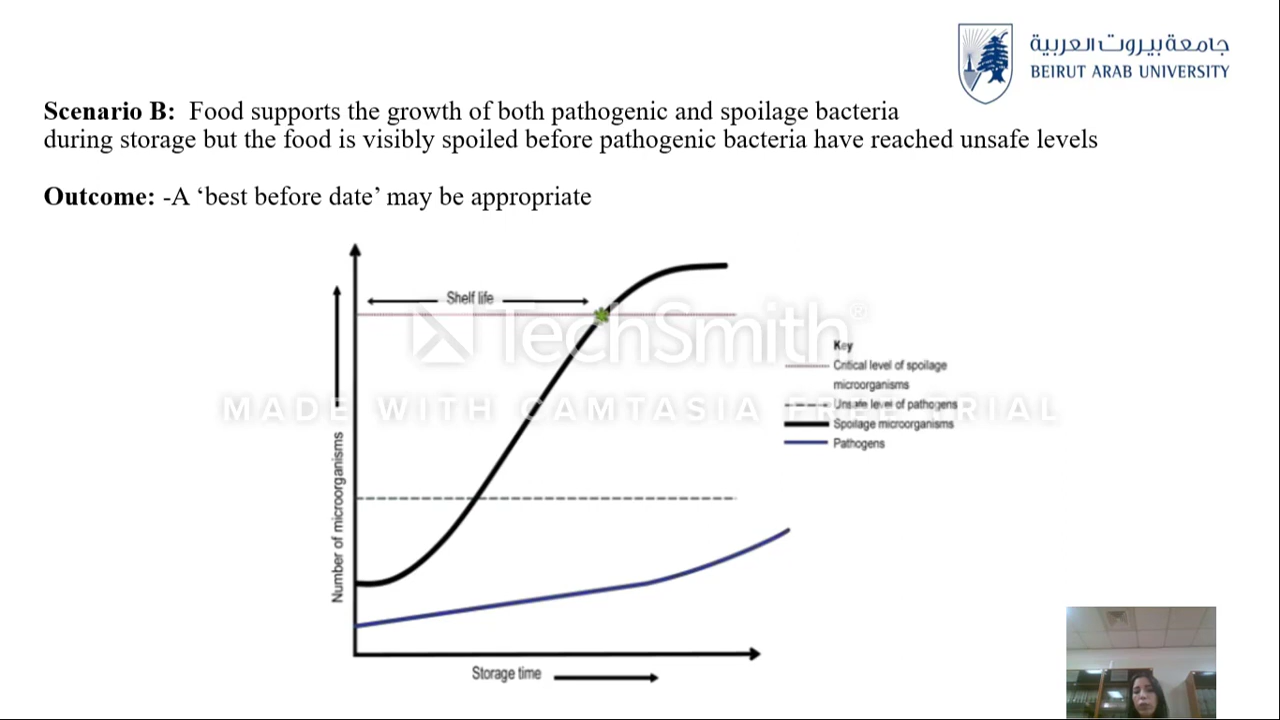 جامعة بيروت العربية
BEIRUT ARAB UNIVERSITY
Scenario B: Food supports the growth of both pathogenic and spoilage bacteria
during storage but the food is visibly spoiled before pathogenic bacteria have reached unsafe levels
Outcome: -A ‘best before date’ may be appropriate
Shelf life
TechSmith®
MADE WITH CAMTASIA FREE TRIAL
Key
Critical level of spoilage
microorganisms
Unsafe level of pathogens
Spoilage microorganisms
Pathogens
Number of microorganisms
Storage time